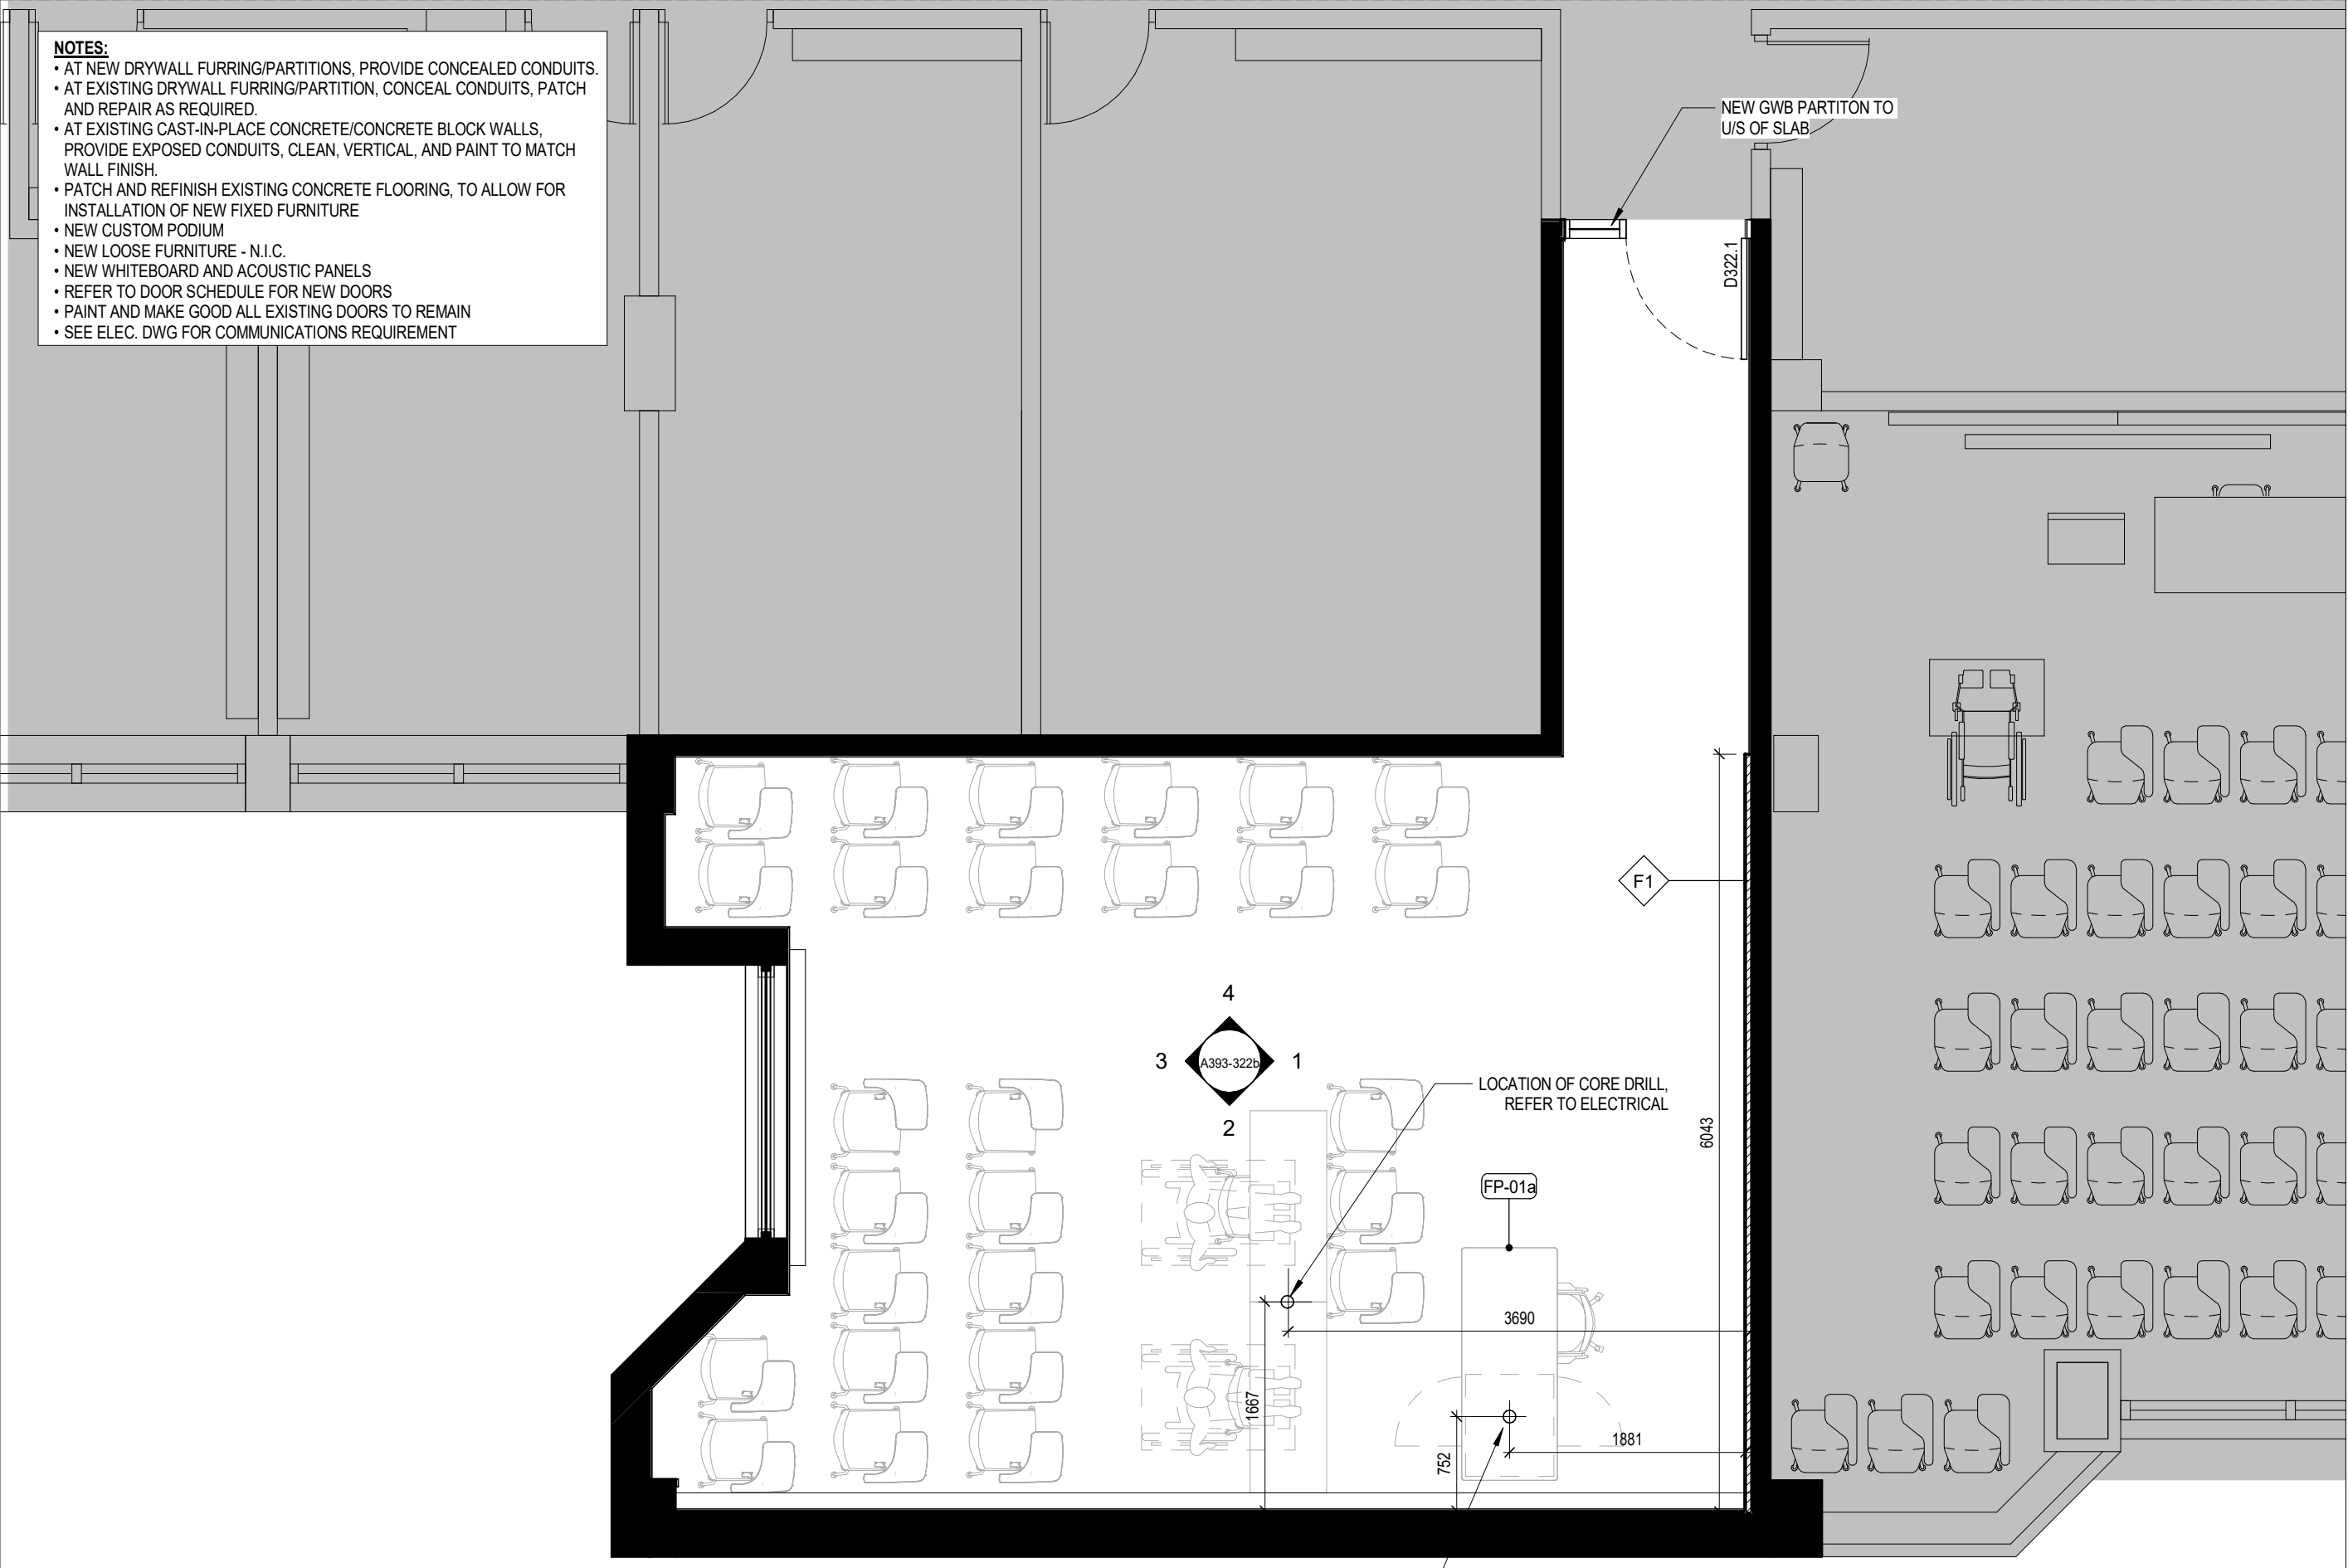 NOTES:
• AT NEW DRYWALL FURRING/PARTITIONS, PROVIDE CONCEALED CONDUITS.
• AT EXISTING DRYWALL FURRING/PARTITION, CONCEAL CONDUITS, PATCH
AND REPAIR AS REQUIRED.
• AT EXISTING CAST-IN-PLACE CONCRETE/CONCRETE BLOCK WALLS,
PROVIDE EXPOSED CONDUITS, CLEAN, VERTICAL, AND PAINT TO MATCH
WALL FINISH.
• PATCH AND REFINISH EXISTING CONCRETE FLOORING, TO ALLOW FOR
INSTALLATION OF NEW FIXED FURNITURE
• NEW CUSTOM PODIUM
• NEW LOOSE FURNITURE - N.I.C.
• NEW WHITEBOARD AND ACOUSTIC PANELS
• REFER TO DOOR SCHEDULE FOR NEW DOORS
• PAINT AND MAKE GOOD ALL EXISTING DOORS TO REMAIN
• SEE ELEC. DWG FOR COMMUNICATIONS REQUIREMENT
NEW GWB PARTITON TO
U/S OF SLAB
D322.1
F1
4
3
A393-322b
1
2
LOCATION OF CORE DRILL,
REFER TO ELECTRICAL
6043
FP-01a
3690
1667
752
1881